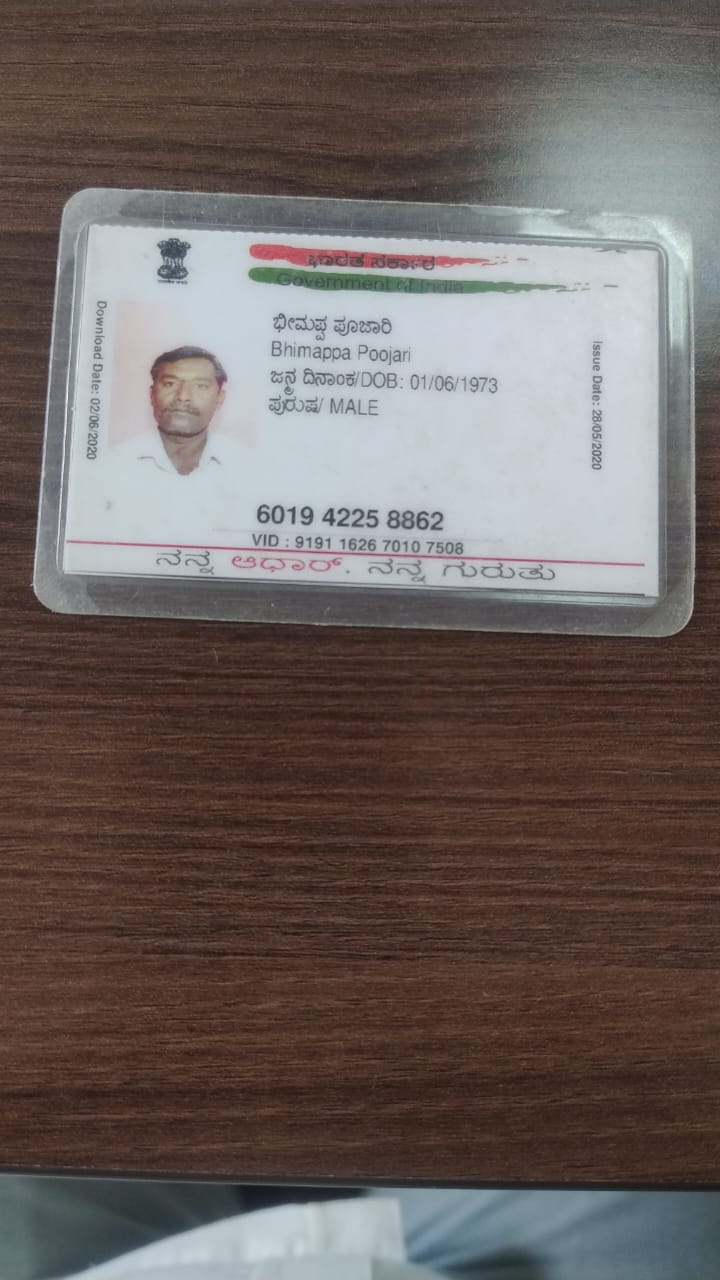 ಭಾರತ ಸರ್ಕಾರ
Government of India
ಭೀಮಪ್ಪ ಪೂಜಾರಿ
Bhimappa Poojari
ಜನ್ಮ ದಿನಾಂಕ/DOB: 01/06/1973
ಪುರುಷ/ MALE
Download Date: 02/06/2020
Issue Date: 28/05/2020
6019 4225 8862
VID : 9191 1626 7010 7508
ನನ್ನ ಆಧಾರ್, ನನ್ನ ಗುರುತು